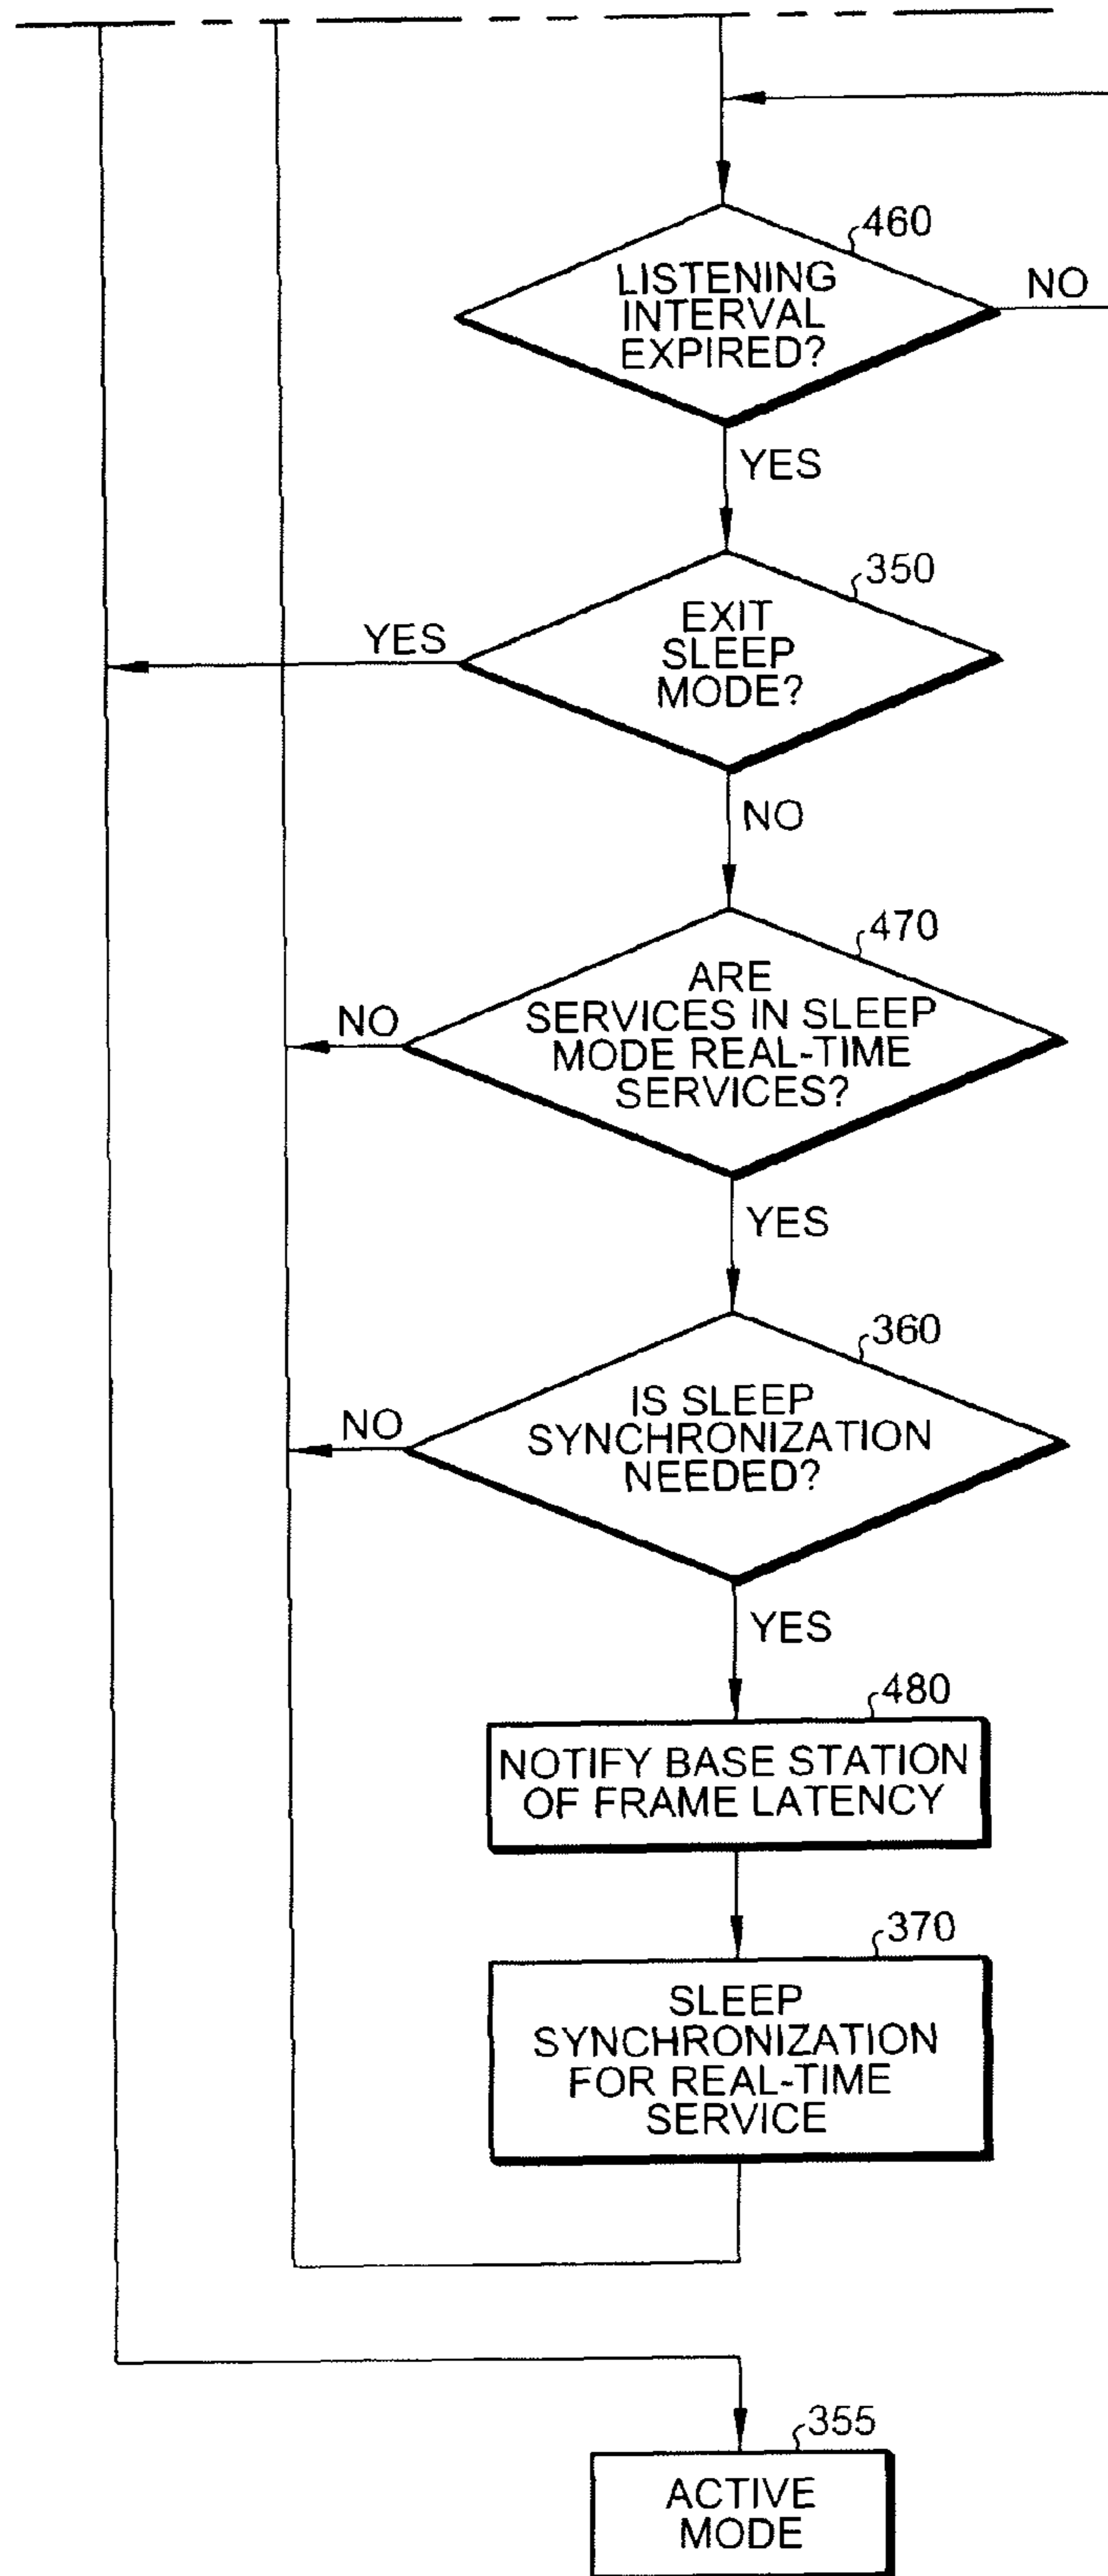 460
LISTENING
INTERVAL
EXPIRED?
NO
YES
350
EXIT
SLEEP
MODE?
YES
NO
470
ARE
SERVICES IN SLEEP
MODE REAL-TIME
SERVICES?
NO
YES
360
IS SLEEP
SYNCHRONIZATION
NEEDED?
NO
YES
480
NOTIFY BASE STATION
OF FRAME LATENCY
370
SLEEP
SYNCHRONIZATION
FOR REAL-TIME
SERVICE
355
ACTIVE
MODE